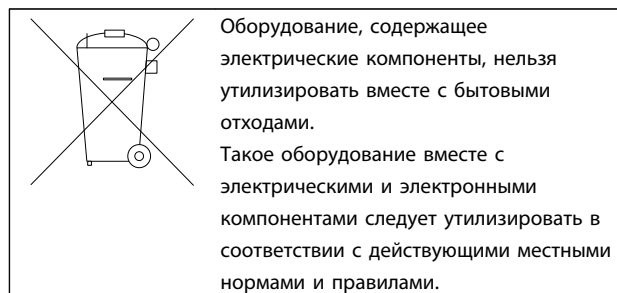 Оборудование, содержащее
электрические компоненты, нельзя
утилизировать вместе с бытовыми
отходами.
Такое оборудование вместе с
электрическими и электронными
компонентами следует утилизировать в
соответствии с действующими местными
нормами и правилами.